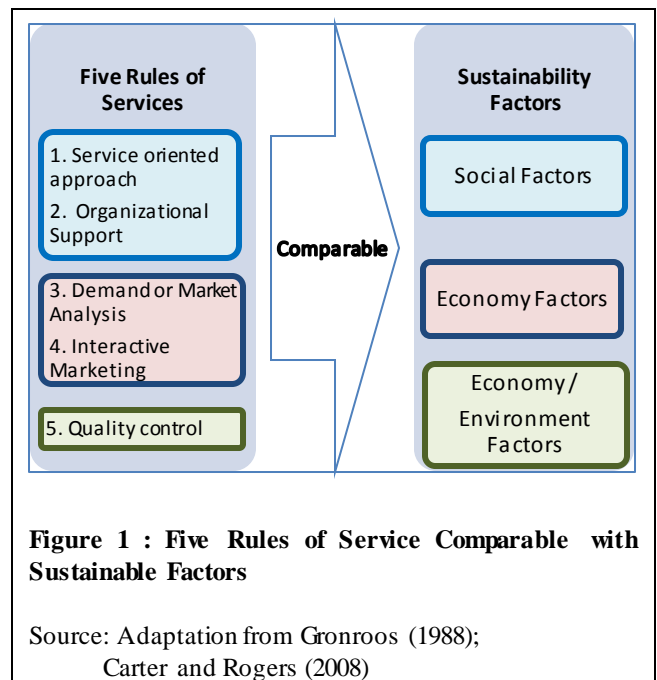 Five Rules of
Services
1. Service oriented
approach
2. Organizational
Support
3. Demand or Market
Analysis
4. Interactive
Marketing
5. Quality control
Comparable
Sustainability
Factors
Social Factors
Economy Factors
Economy /
Environment
Factors
Figure 1 : Five Rules of Service Comparable with
Sustainable Factors
Source: Adaptation from Gronroos (1988);
Carter and Rogers (2008)